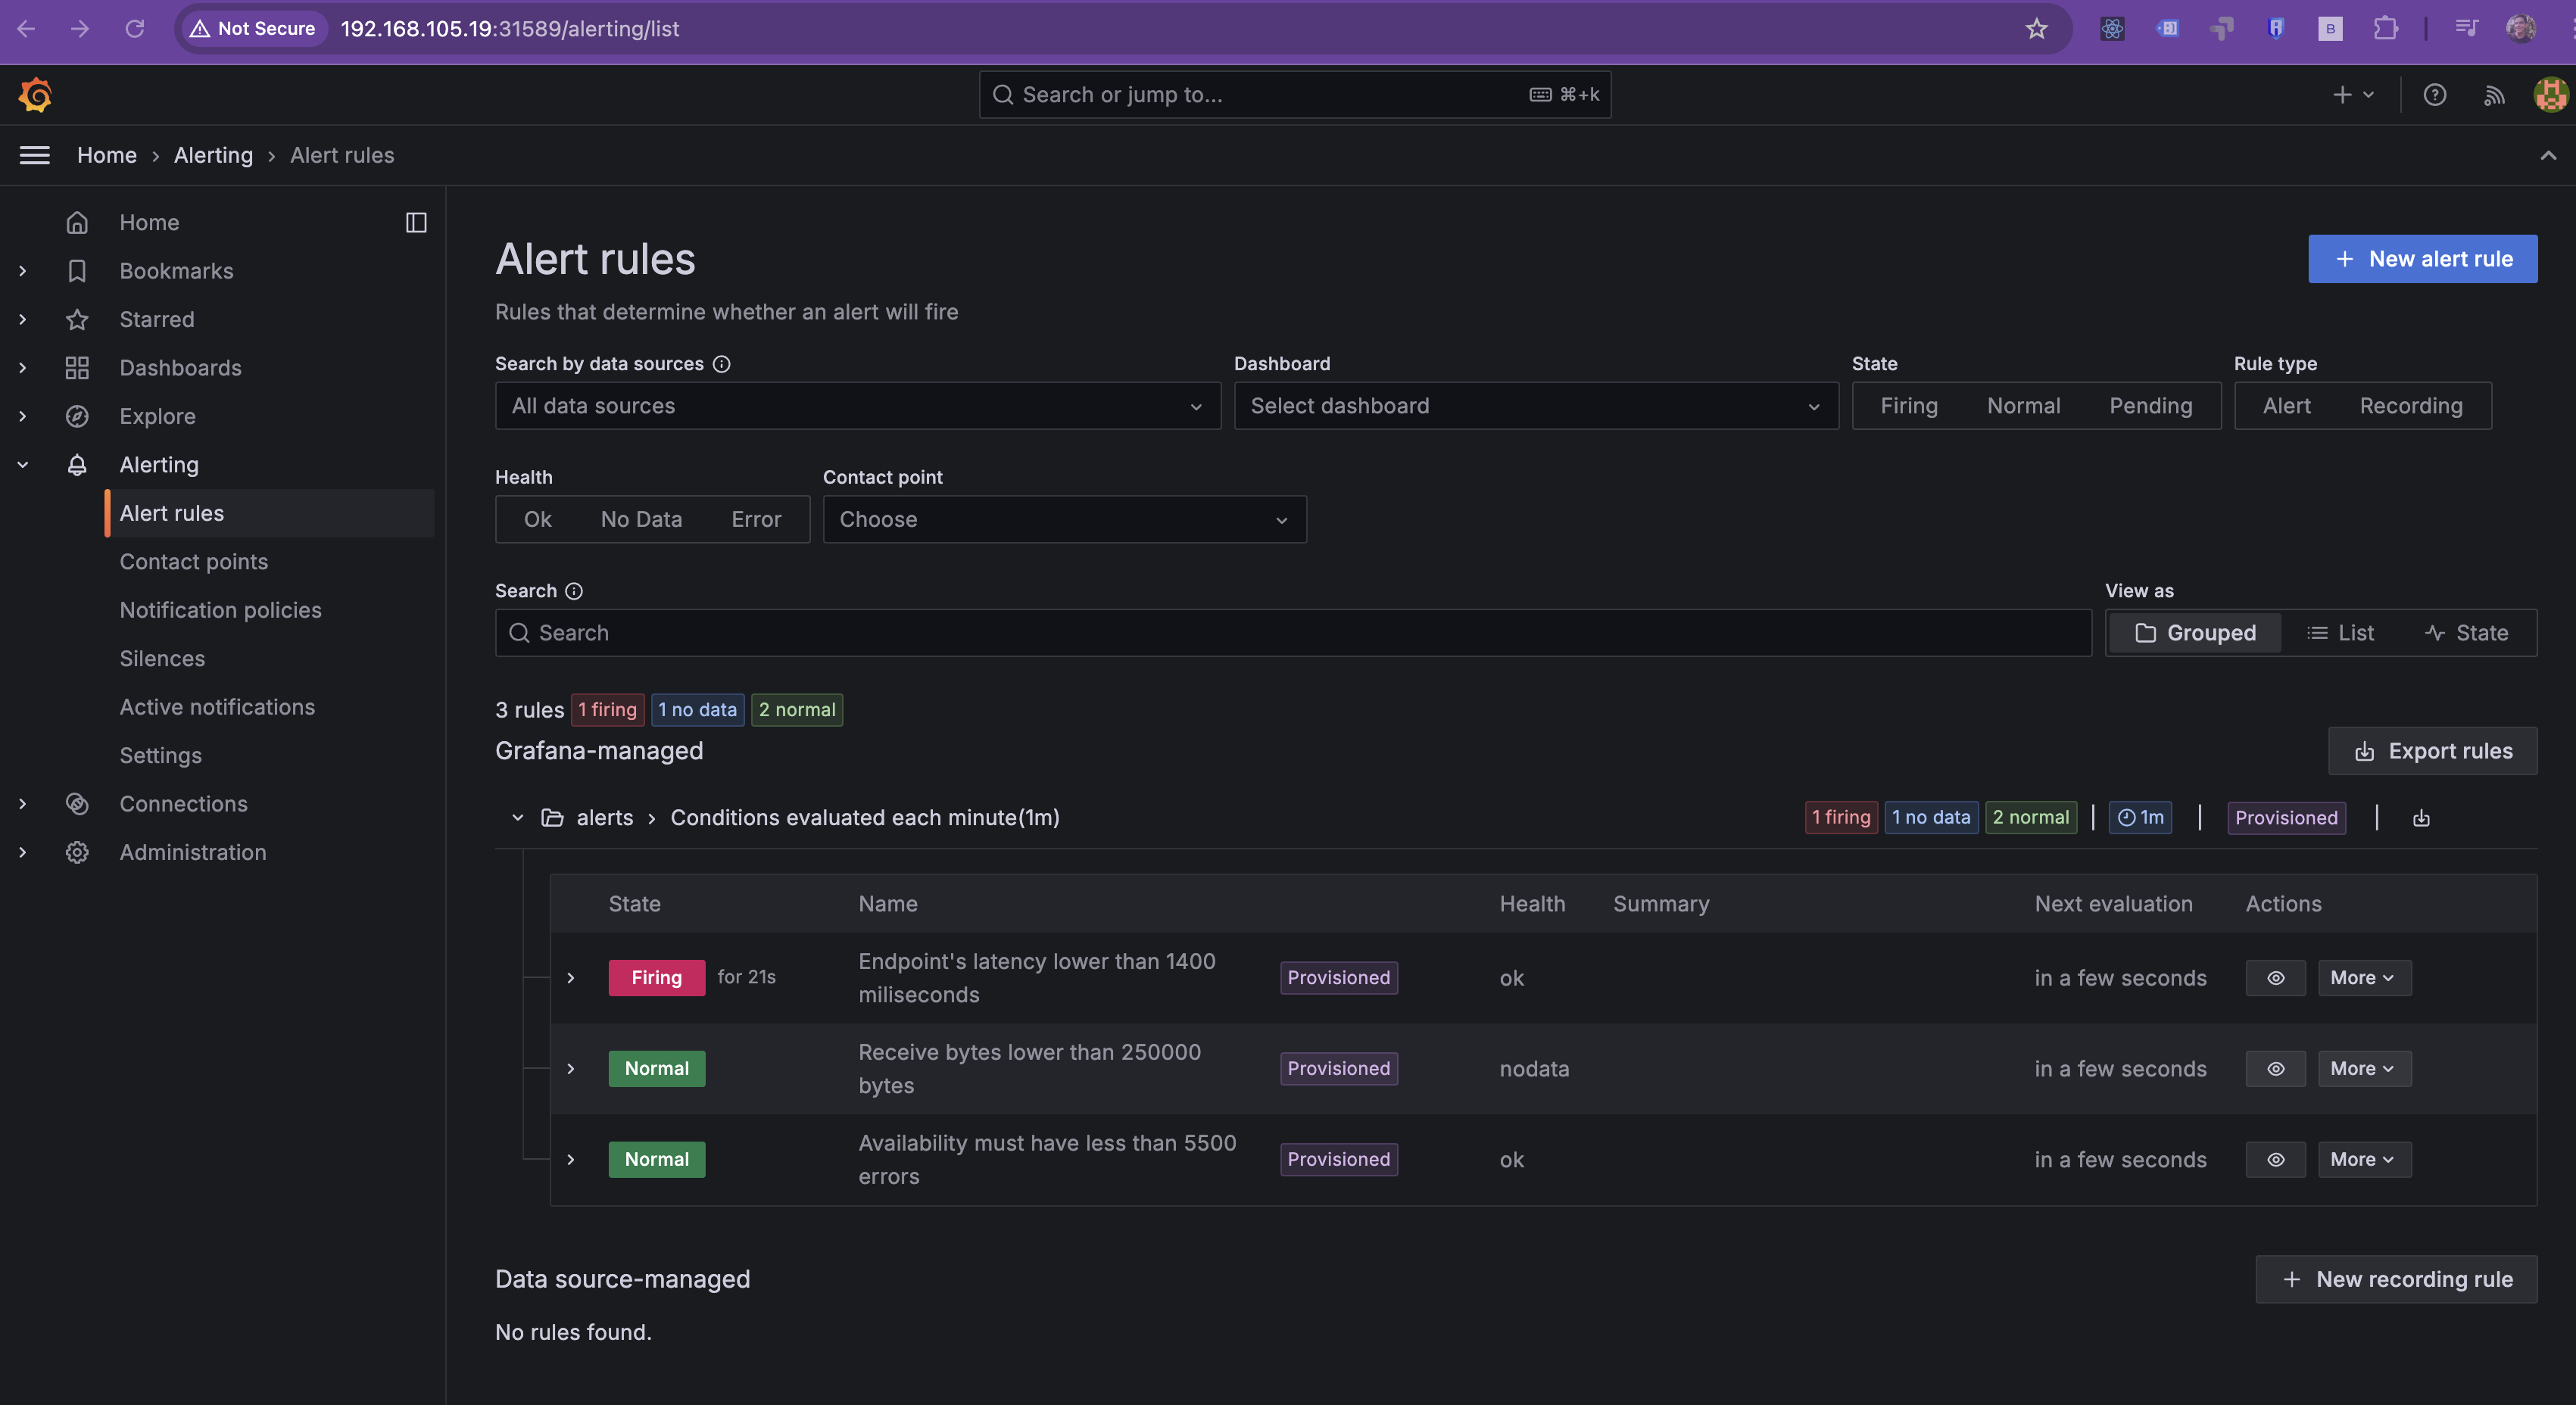 Not Secure 192.168.105.19:31589/alerting/list
B
Search or jump to... ⌘+k
Home › Alerting › Alert rules
Home
Bookmarks
Starred
Dashboards
Explore
Alerting
Alert rules
Contact points
Notification policies
Silences
Active notifications
Settings
Connections
Administration
Alert rules
+ New alert rule
Rules that determine whether an alert will fire
Search by data sources Dashboard State Rule type
All data sources Select dashboard Firing Normal Pending Alert Recording
Health Contact point
Ok No Data Error Choose
Search View as
Search Grouped List State
3 rules 1 firing 1 no data 2 normal
Grafana-managed Export rules
alerts › Conditions evaluated each minute(1m) 1 firing 1 no data 2 normal | 1m | Provisioned |
State Name Health Summary Next evaluation Actions
Firing for 21s Endpoint's latency lower than 1400
miliseconds Provisioned ok in a few seconds More
Normal Receive bytes lower than 250000
bytes Provisioned nodata in a few seconds More
Normal Availability must have less than 5500
errors Provisioned ok in a few seconds More
Data source-managed + New recording rule
No rules found.